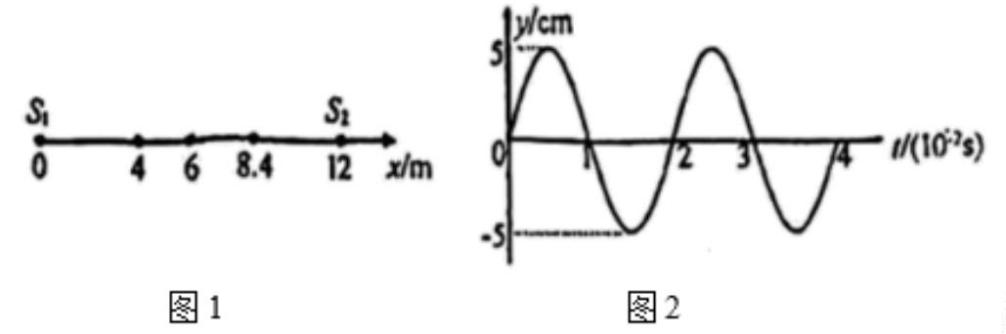 S₁ S₂
0 4 6 8.4 12 x/m
图 1
y/cm
5
0 1 2 3 4 t/(10⁻²s)
-5
图 2